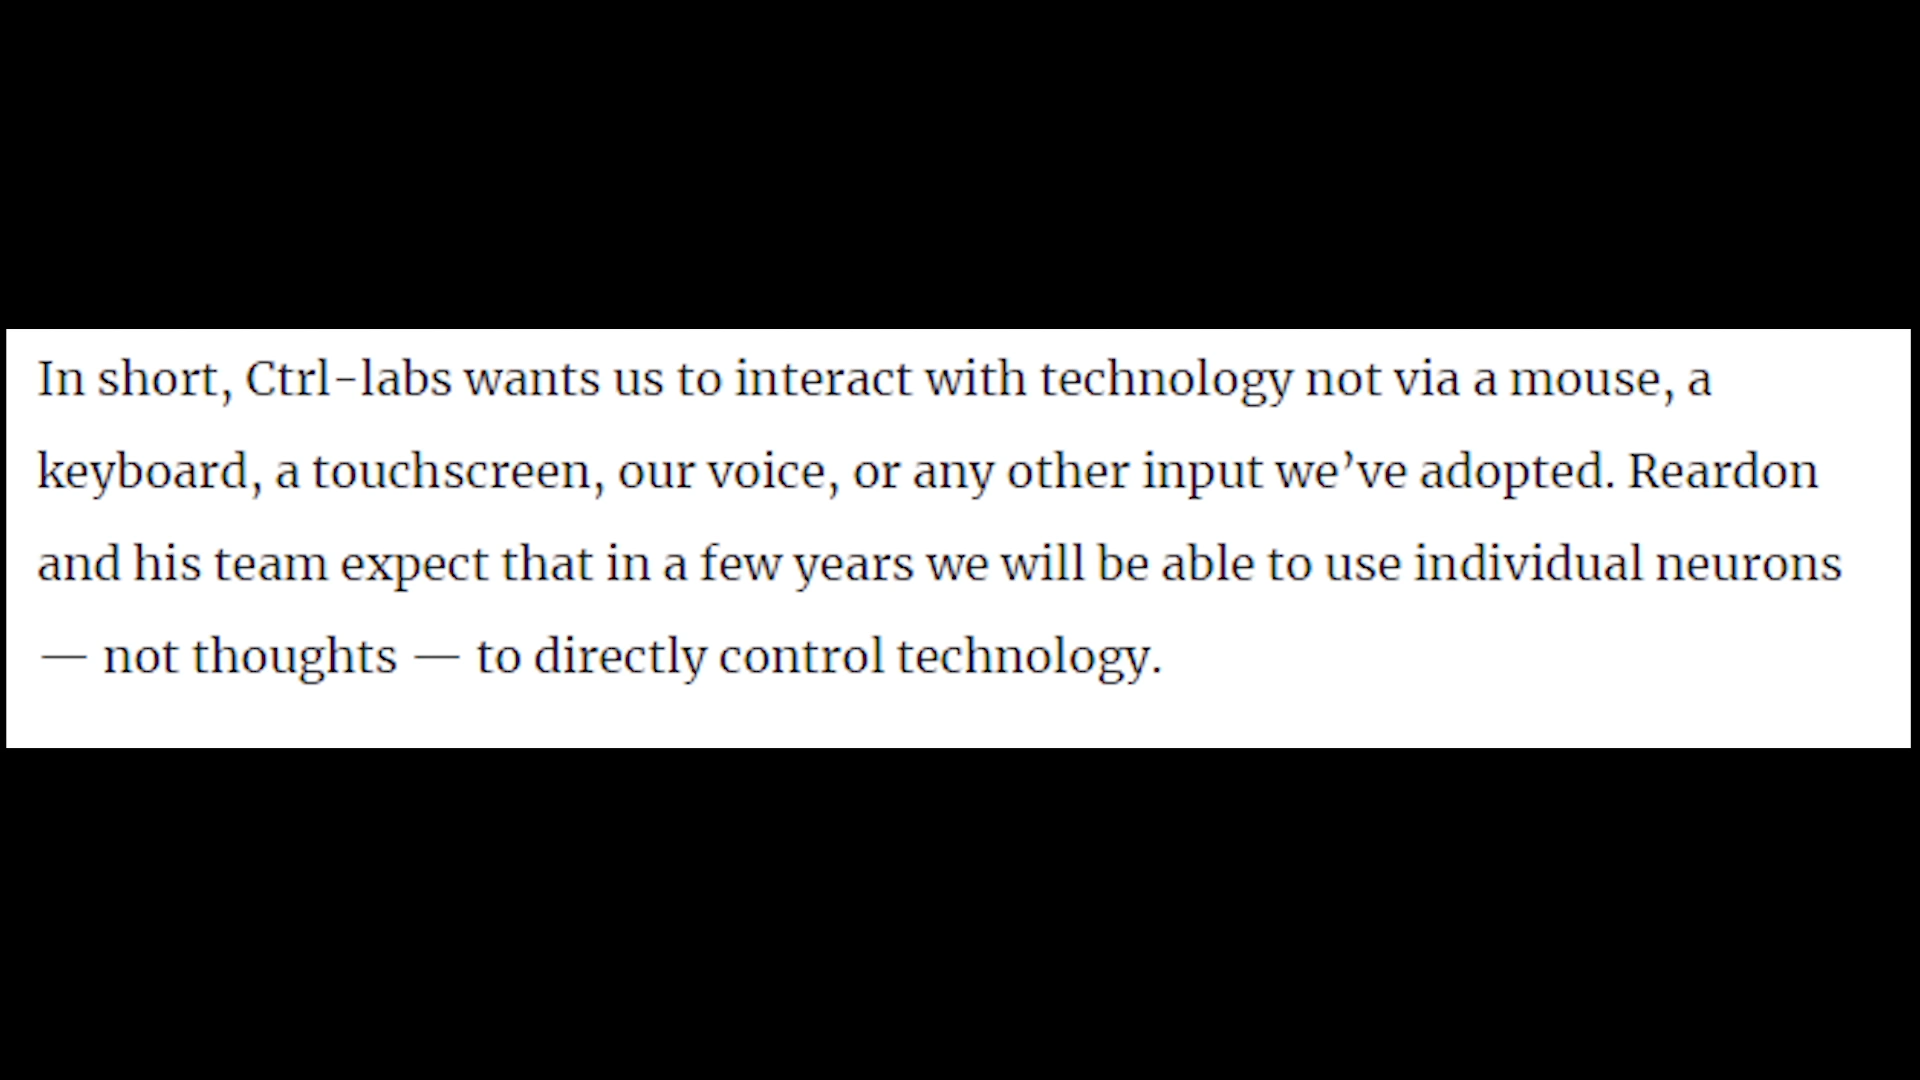 In short, Ctrl-labs wants us to interact with technology not via a mouse, a
keyboard, a touchscreen, our voice, or any other input we’ve adopted. Reardon
and his team expect that in a few years we will be able to use individual neurons
— not thoughts — to directly control technology.